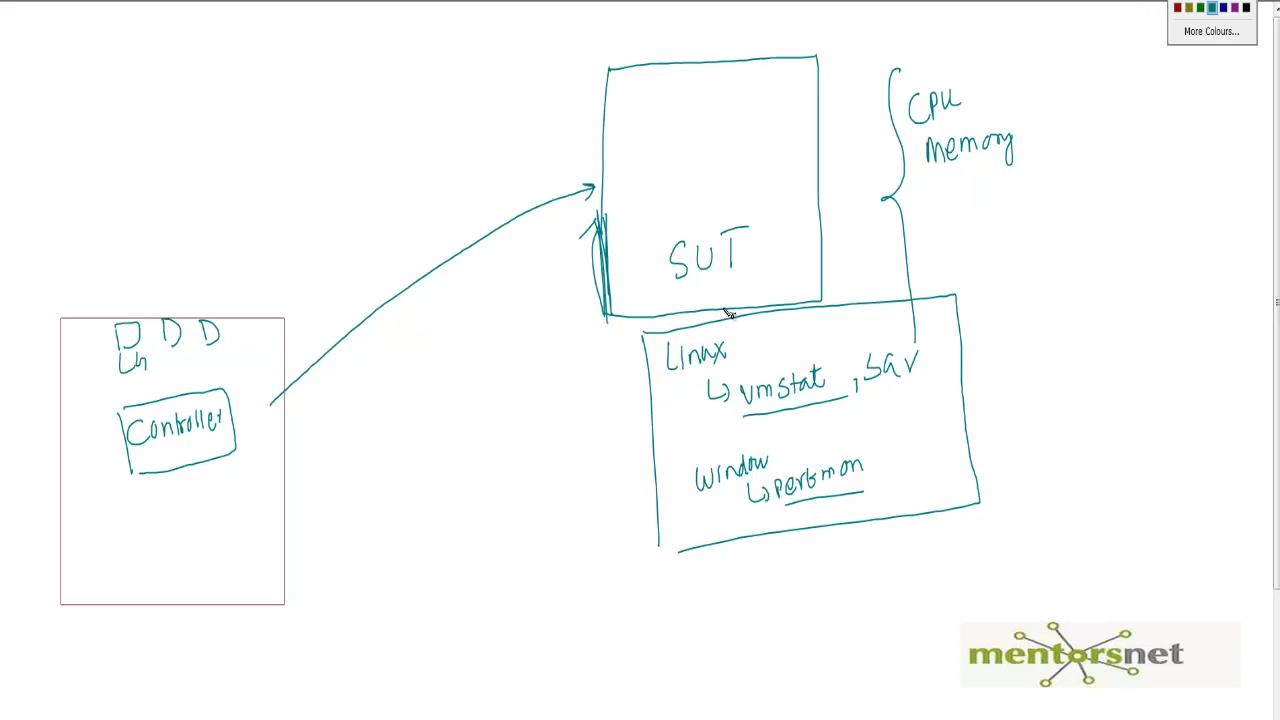 More Colours...
CPU
Memory
SUT
D D D
Controller
Linux
vmstat, sar
Window
perfmon
mentorsnet